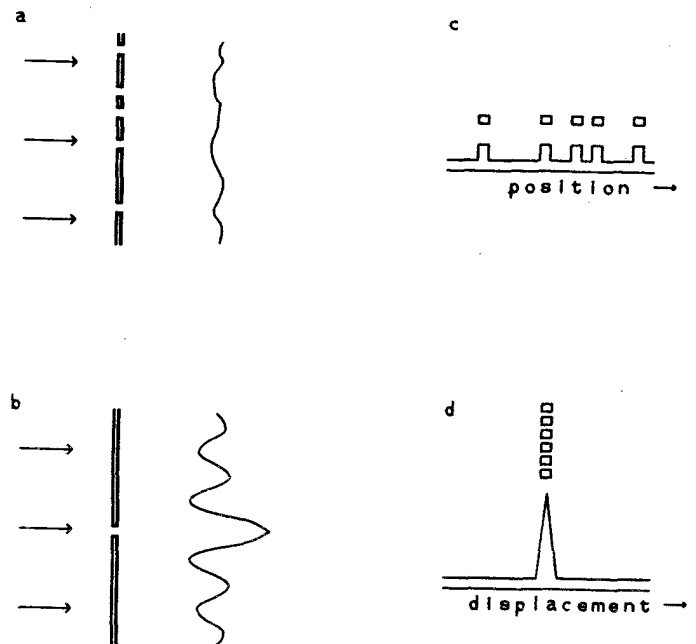 a
c
position →
b
d
displacement →